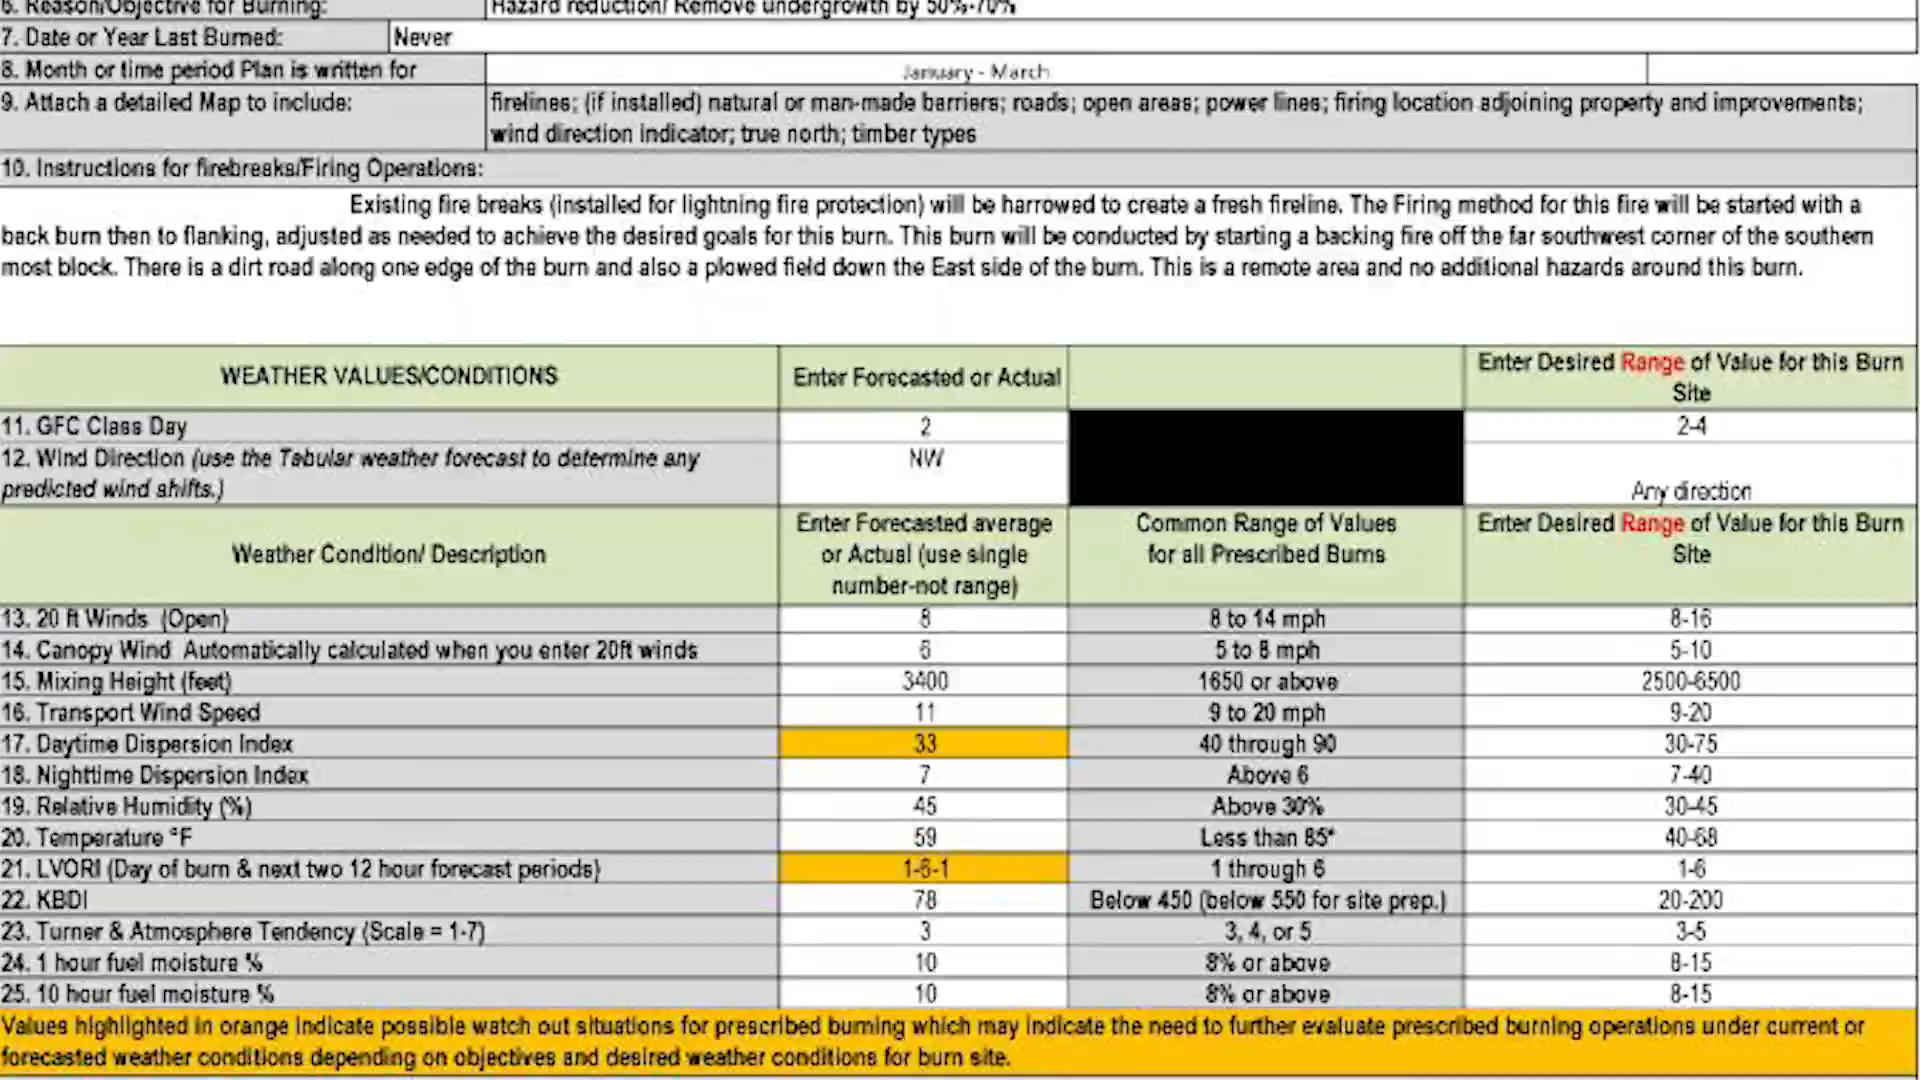 6. Reason/Objective for Burning: Hazard reduction/ Remove undergrowth by 50%-70%
7. Date or Year Last Burned: Never
8. Month or time period Plan is written for January - March
9. Attach a detailed Map to include: firelines; (if installed) natural or man-made barriers; roads; open areas; power lines; firing location adjoining property and improvements;
wind direction indicator; true north; timber types
10. Instructions for firebreaks/Firing Operations:
Existing fire breaks (installed for lightning fire protection) will be harrowed to create a fresh fireline. The Firing method for this fire will be started with a
back burn then to flanking, adjusted as needed to achieve the desired goals for this burn. This burn will be conducted by starting a backing fire off the far southwest corner of the southern
most block. There is a dirt road along one edge of the burn and also a plowed field down the East side of the burn. This is a remote area and no additional hazards around this burn.
WEATHER VALUES/CONDITIONS Enter Forecasted or Actual Enter Desired Range of Value for this Burn
Site
11. GFC Class Day 2 2-4
12. Wind Direction (use the Tabular weather forecast to determine any NW
predicted wind shifts.) Any direction
Weather Condition/ Description
Enter Forecasted average
or Actual (use single
number-not range)
Common Range of Values
for all Prescribed Burns
Enter Desired Range of Value for this Burn
Site
13. 20 ft Winds (Open) 8 8 to 14 mph 8-16
14. Canopy Wind Automatically calculated when you enter 20ft winds 6 5 to 8 mph 5-10
15. Mixing Height (feet) 3400 1650 or above 2500-6500
16. Transport Wind Speed 11 9 to 20 mph 9-20
17. Daytime Dispersion Index 33 40 through 90 30-75
18. Nighttime Dispersion Index 7 Above 6 7-40
19. Relative Humidity (%) 45 Above 30% 30-45
20. Temperature °F 59 Less than 85* 40-68
21. LVORI (Day of burn & next two 12 hour forecast periods) 1-6-1 1 through 6 1-6
22. KBDI 78 Below 450 (below 550 for site prep.) 20-200
23. Turner & Atmosphere Tendency (Scale = 1-7) 3 3, 4, or 5 3-5
24. 1 hour fuel moisture % 10 8% or above 8-15
25. 10 hour fuel moisture % 10 8% or above 8-15
Values highlighted in orange indicate possible watch out situations for prescribed burning which may indicate the need to further evaluate prescribed burning operations under current or
forecasted weather conditions depending on objectives and desired weather conditions for burn site.